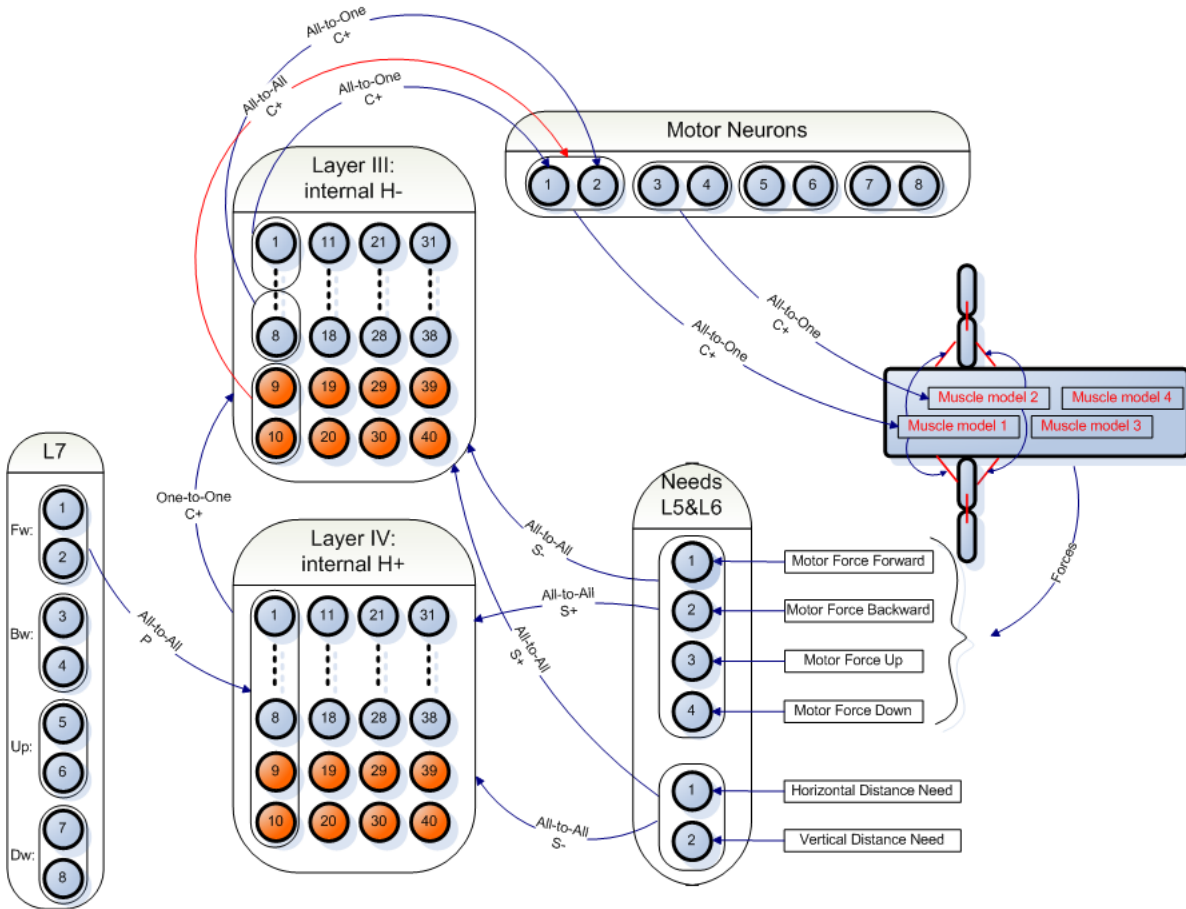 All-to-One
C+
All-to-All
C+
All-to-One
C+
Motor Neurons
1 2 3 4 5 6 7 8
Layer III:
internal H-
1 11 21 31
8 18 28 38
9 19 29 39
10 20 30 40
All-to-One
C+
All-to-One
C+
Muscle model 2
Muscle model 4
Muscle model 1
Muscle model 3
Forces
L7
Fw:
1
2
Bw:
3
4
Up:
5
6
Dw:
7
8
One-to-One
C+
All-to-All
P
Layer IV:
internal H+
1 11 21 31
8 18 28 38
9 19 29 39
10 20 30 40
All-to-All
S-
All-to-All
S+
All-to-All
S+
All-to-All
S-
Needs
L5&L6
1 Motor Force Forward
2 Motor Force Backward
3 Motor Force Up
4 Motor Force Down
1 Horizontal Distance Need
2 Vertical Distance Need